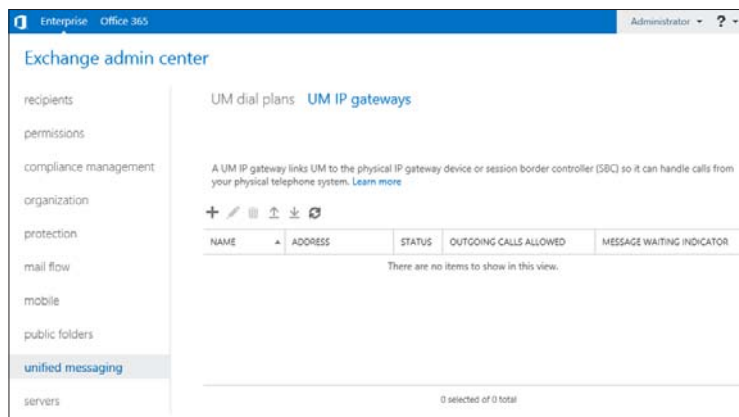 Enterprise Office 365
Administrator ?
Exchange admin center
recipients
permissions
compliance management
organization
protection
mail flow
mobile
public folders
unified messaging
servers
UM dial plans UM IP gateways
A UM IP gateway links UM to the physical IP gateway device or session border controller (SBC) so it can handle calls from
your physical telephone system. Learn more
NAME ADDRESS STATUS OUTGOING CALLS ALLOWED MESSAGE WAITING INDICATOR
There are no items to show in this view.
0 selected of 0 total